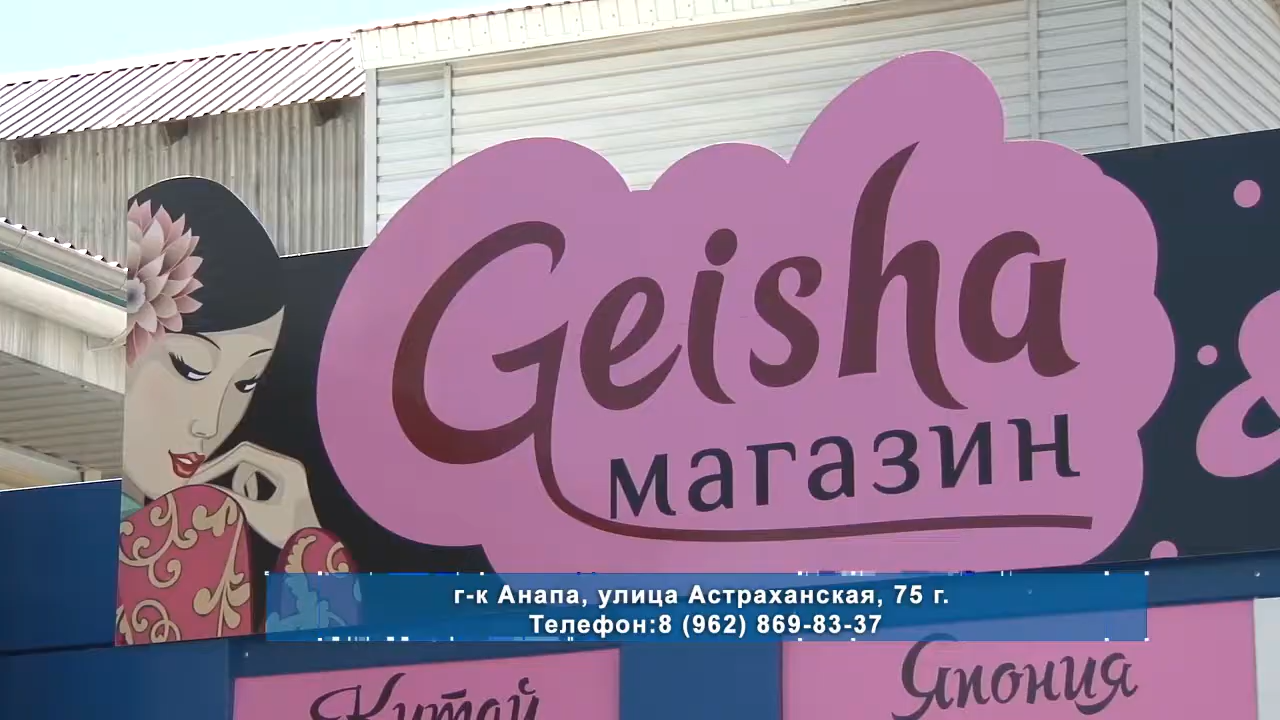 Geisha
магазин
&
г-к Анапа, улица Астраханская, 75 г.
Телефон:8 (962) 869-83-37
Китай
Япония